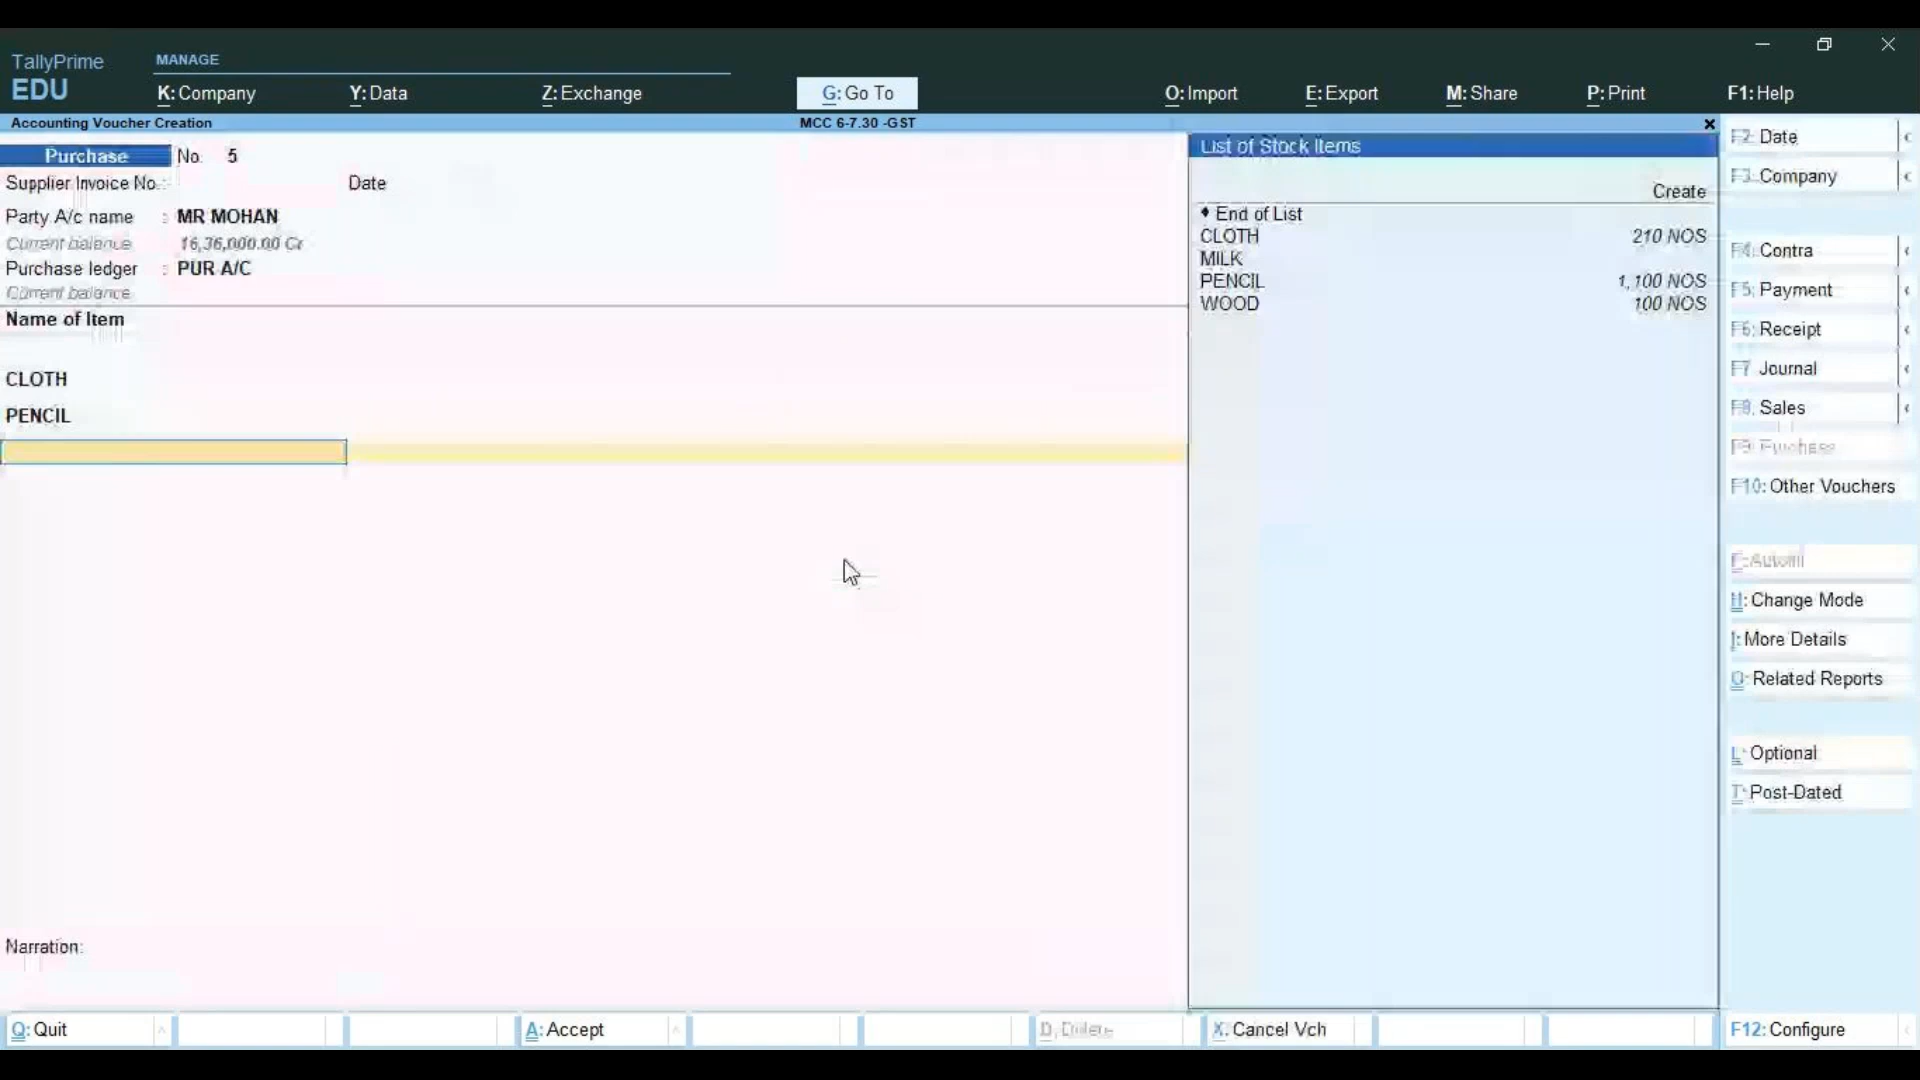 TallyPrime
EDU
MANAGE
K: Company
Y: Data
Z: Exchange
G: Go To
O: Import
E: Export
M: Share
P: Print
F1: Help
Accounting Voucher Creation
MCC 6-7.30 -GST
Purchase No. 5
Supplier Invoice No. : Date
Party A/c name : MR MOHAN
Current balance 16,36,000.00 Cr
Purchase ledger : PUR A/C
Current balance
Name of Item
CLOTH
PENCIL
Narration:
List of Stock Items
Create
♦ End of List
CLOTH 210 NOS
MILK
PENCIL 1,100 NOS
WOOD 100 NOS
F2: Date
F3: Company
F4: Contra
F5: Payment
F6: Receipt
F7: Journal
F8: Sales
F9: Purchase
F10: Other Vouchers
F: Autofill
H: Change Mode
I: More Details
O: Related Reports
L: Optional
T: Post-Dated
Q: Quit
A: Accept
D: Delete
X: Cancel Vch
F12: Configure